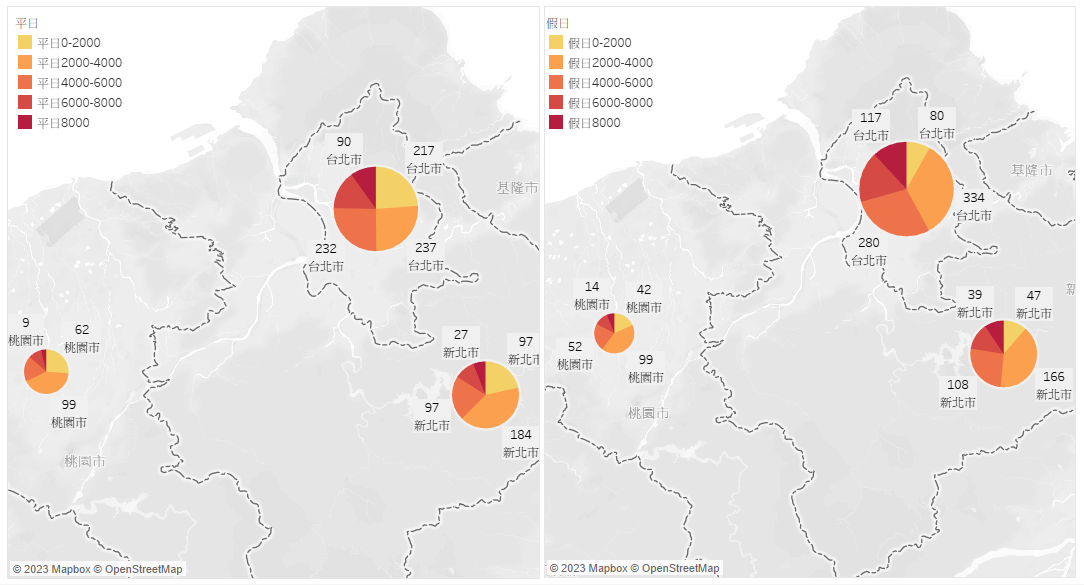 平日
平日0-2000
平日2000-4000
平日4000-6000
平日6000-8000
平日8000
90
台北市
217
台北市
基隆市
232
台北市
237
台北市
9
桃園市
62
桃園市
99
桃園市
桃園市
27
新北市
97
新北
97
新北市
184
新北市
© 2023 Mapbox © OpenStreetMap
假日
假日0-2000
假日2000-4000
假日4000-6000
假日6000-8000
假日8000
117
台北市
80
台北市
基隆市
334
台北市
280
台北市
新
14
桃園市
42
桃園市
52
桃園市
99
桃園市
桃園市
39
新北市
47
新北市
108
新北市
166
新北市
© 2023 Mapbox © OpenStreetMap